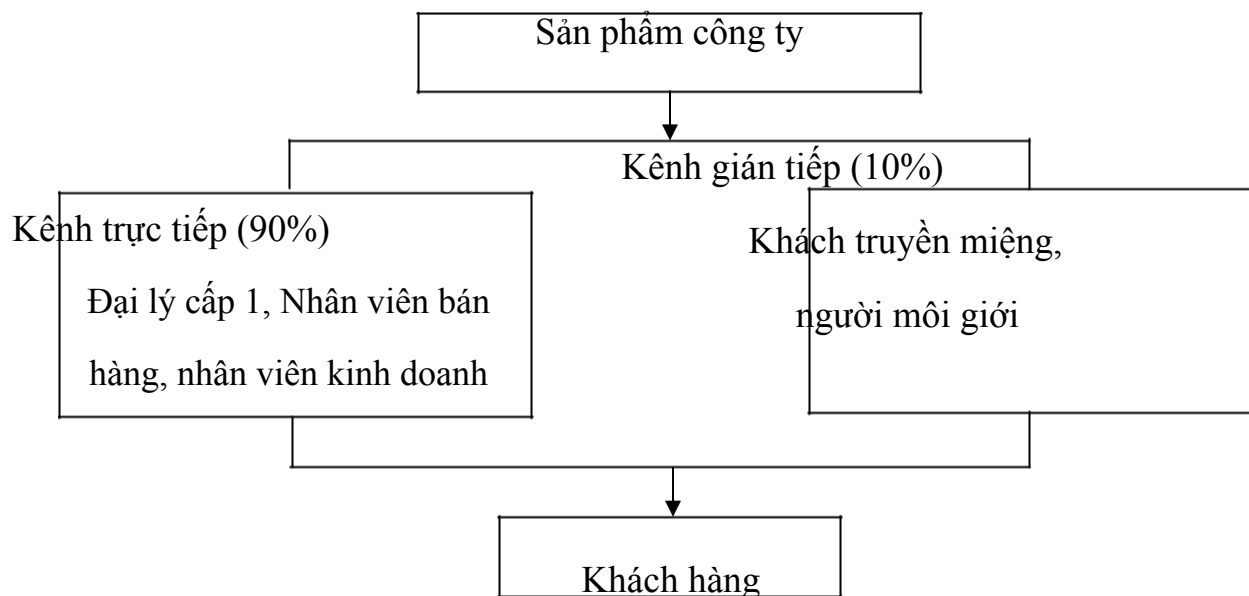 Sản phẩm công ty
Kênh gián tiếp (10%)
Kênh trực tiếp (90%)
Đại lý cấp 1, Nhân viên bán
hàng, nhân viên kinh doanh
Khách truyền miệng,
người môi giới
Khách hàng